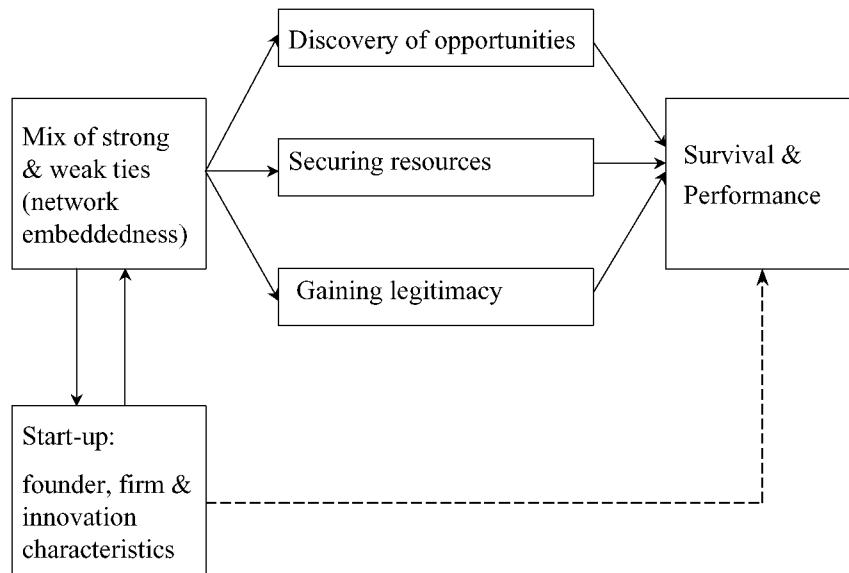 Discovery of opportunities
Mix of strong
& weak ties
(network
embeddedness)
Securing resources
Survival &
Performance
Gaining legitimacy
Start-up:
founder, firm &
innovation
characteristics